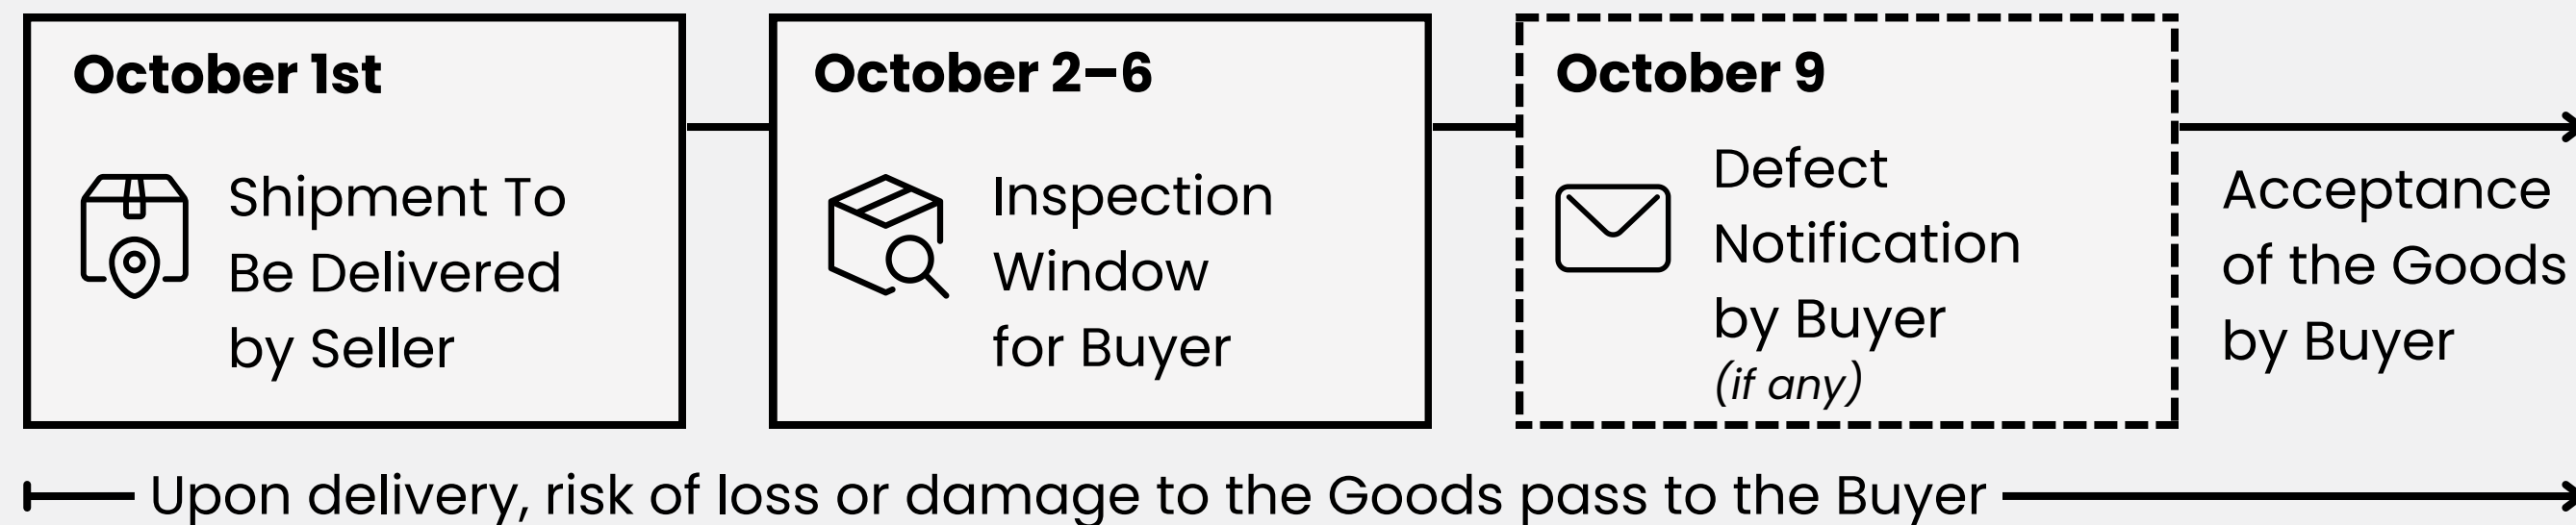 October 1st
Shipment To
Be Delivered
by Seller
October 2–6
Inspection
Window
for Buyer
October 9
Defect
Notification
by Buyer
(if any)
Acceptance
of the Goods
by Buyer
Upon delivery, risk of loss or damage to the Goods pass to the Buyer